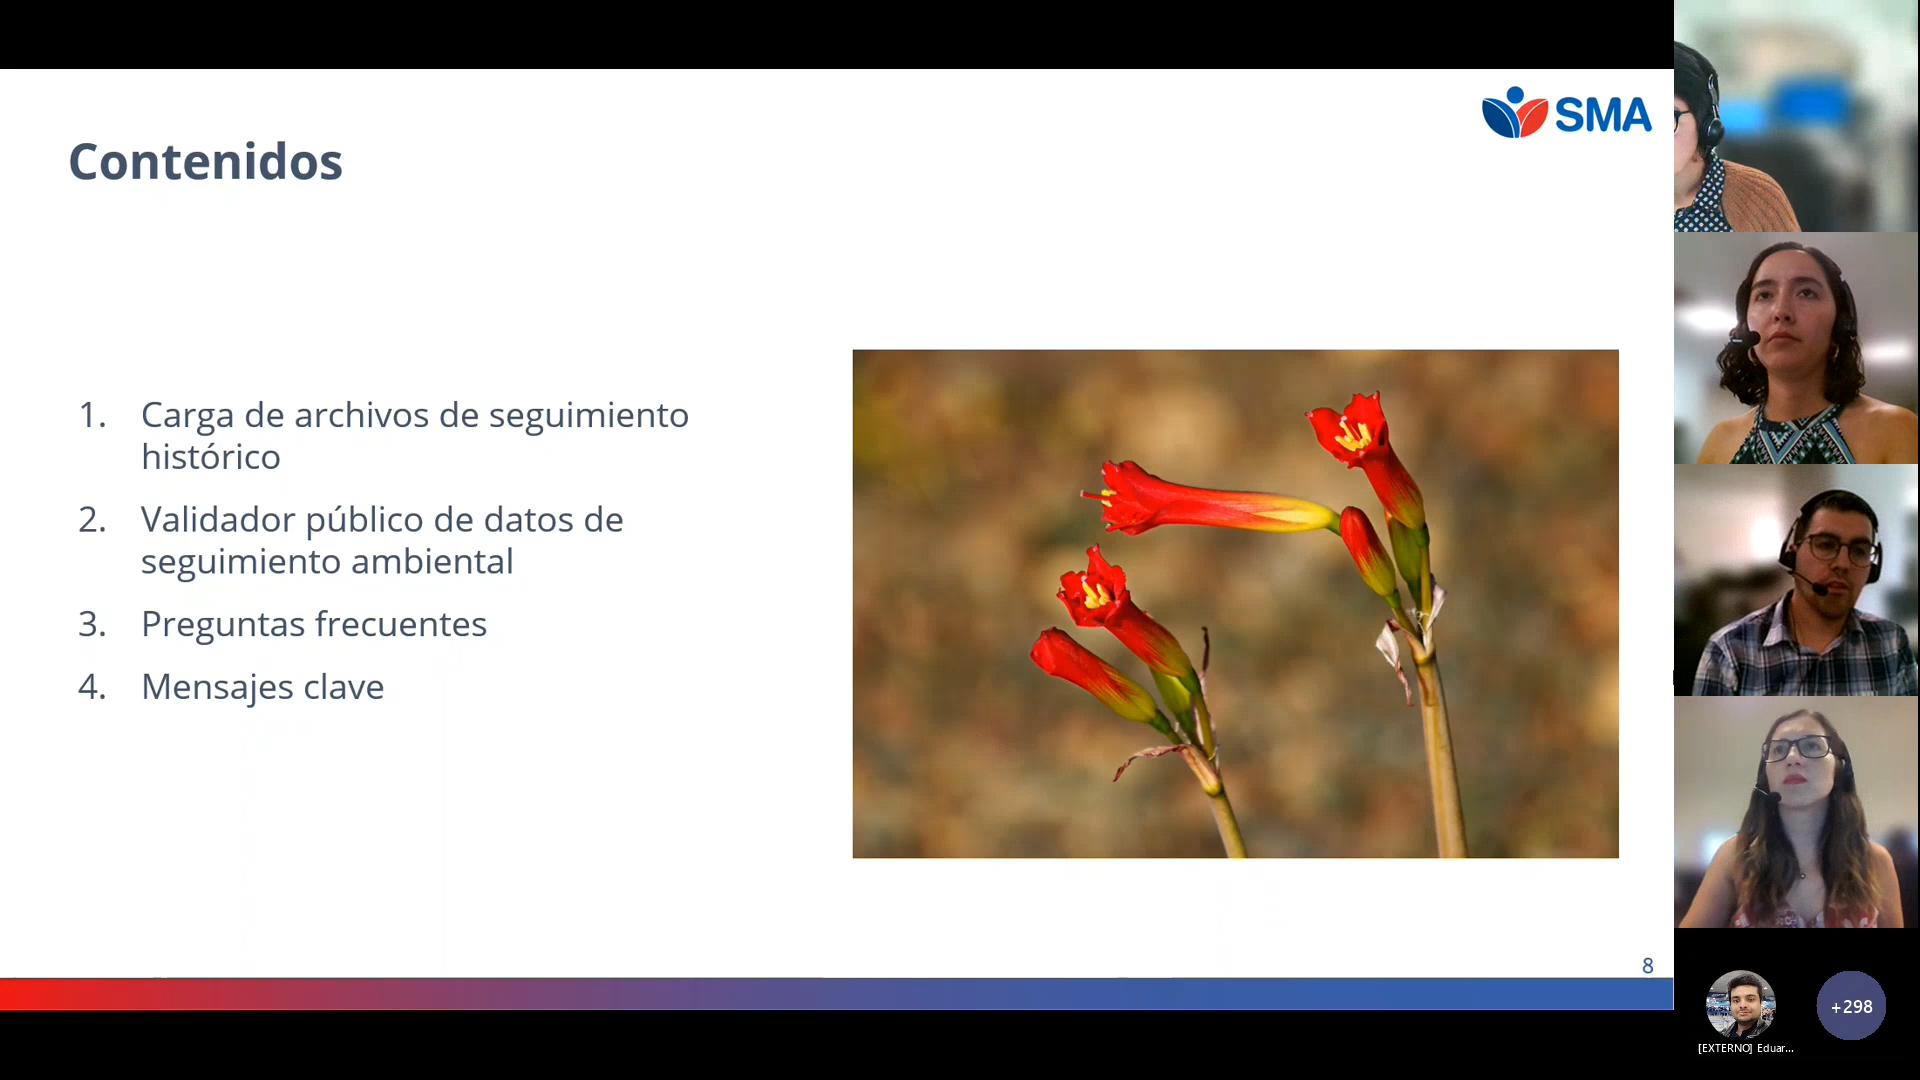 SMA
Contenidos
1. Carga de archivos de seguimiento
histórico
2. Validador público de datos de
seguimiento ambiental
3. Preguntas frecuentes
4. Mensajes clave
8
+298
[EXTERNO] Eduar...